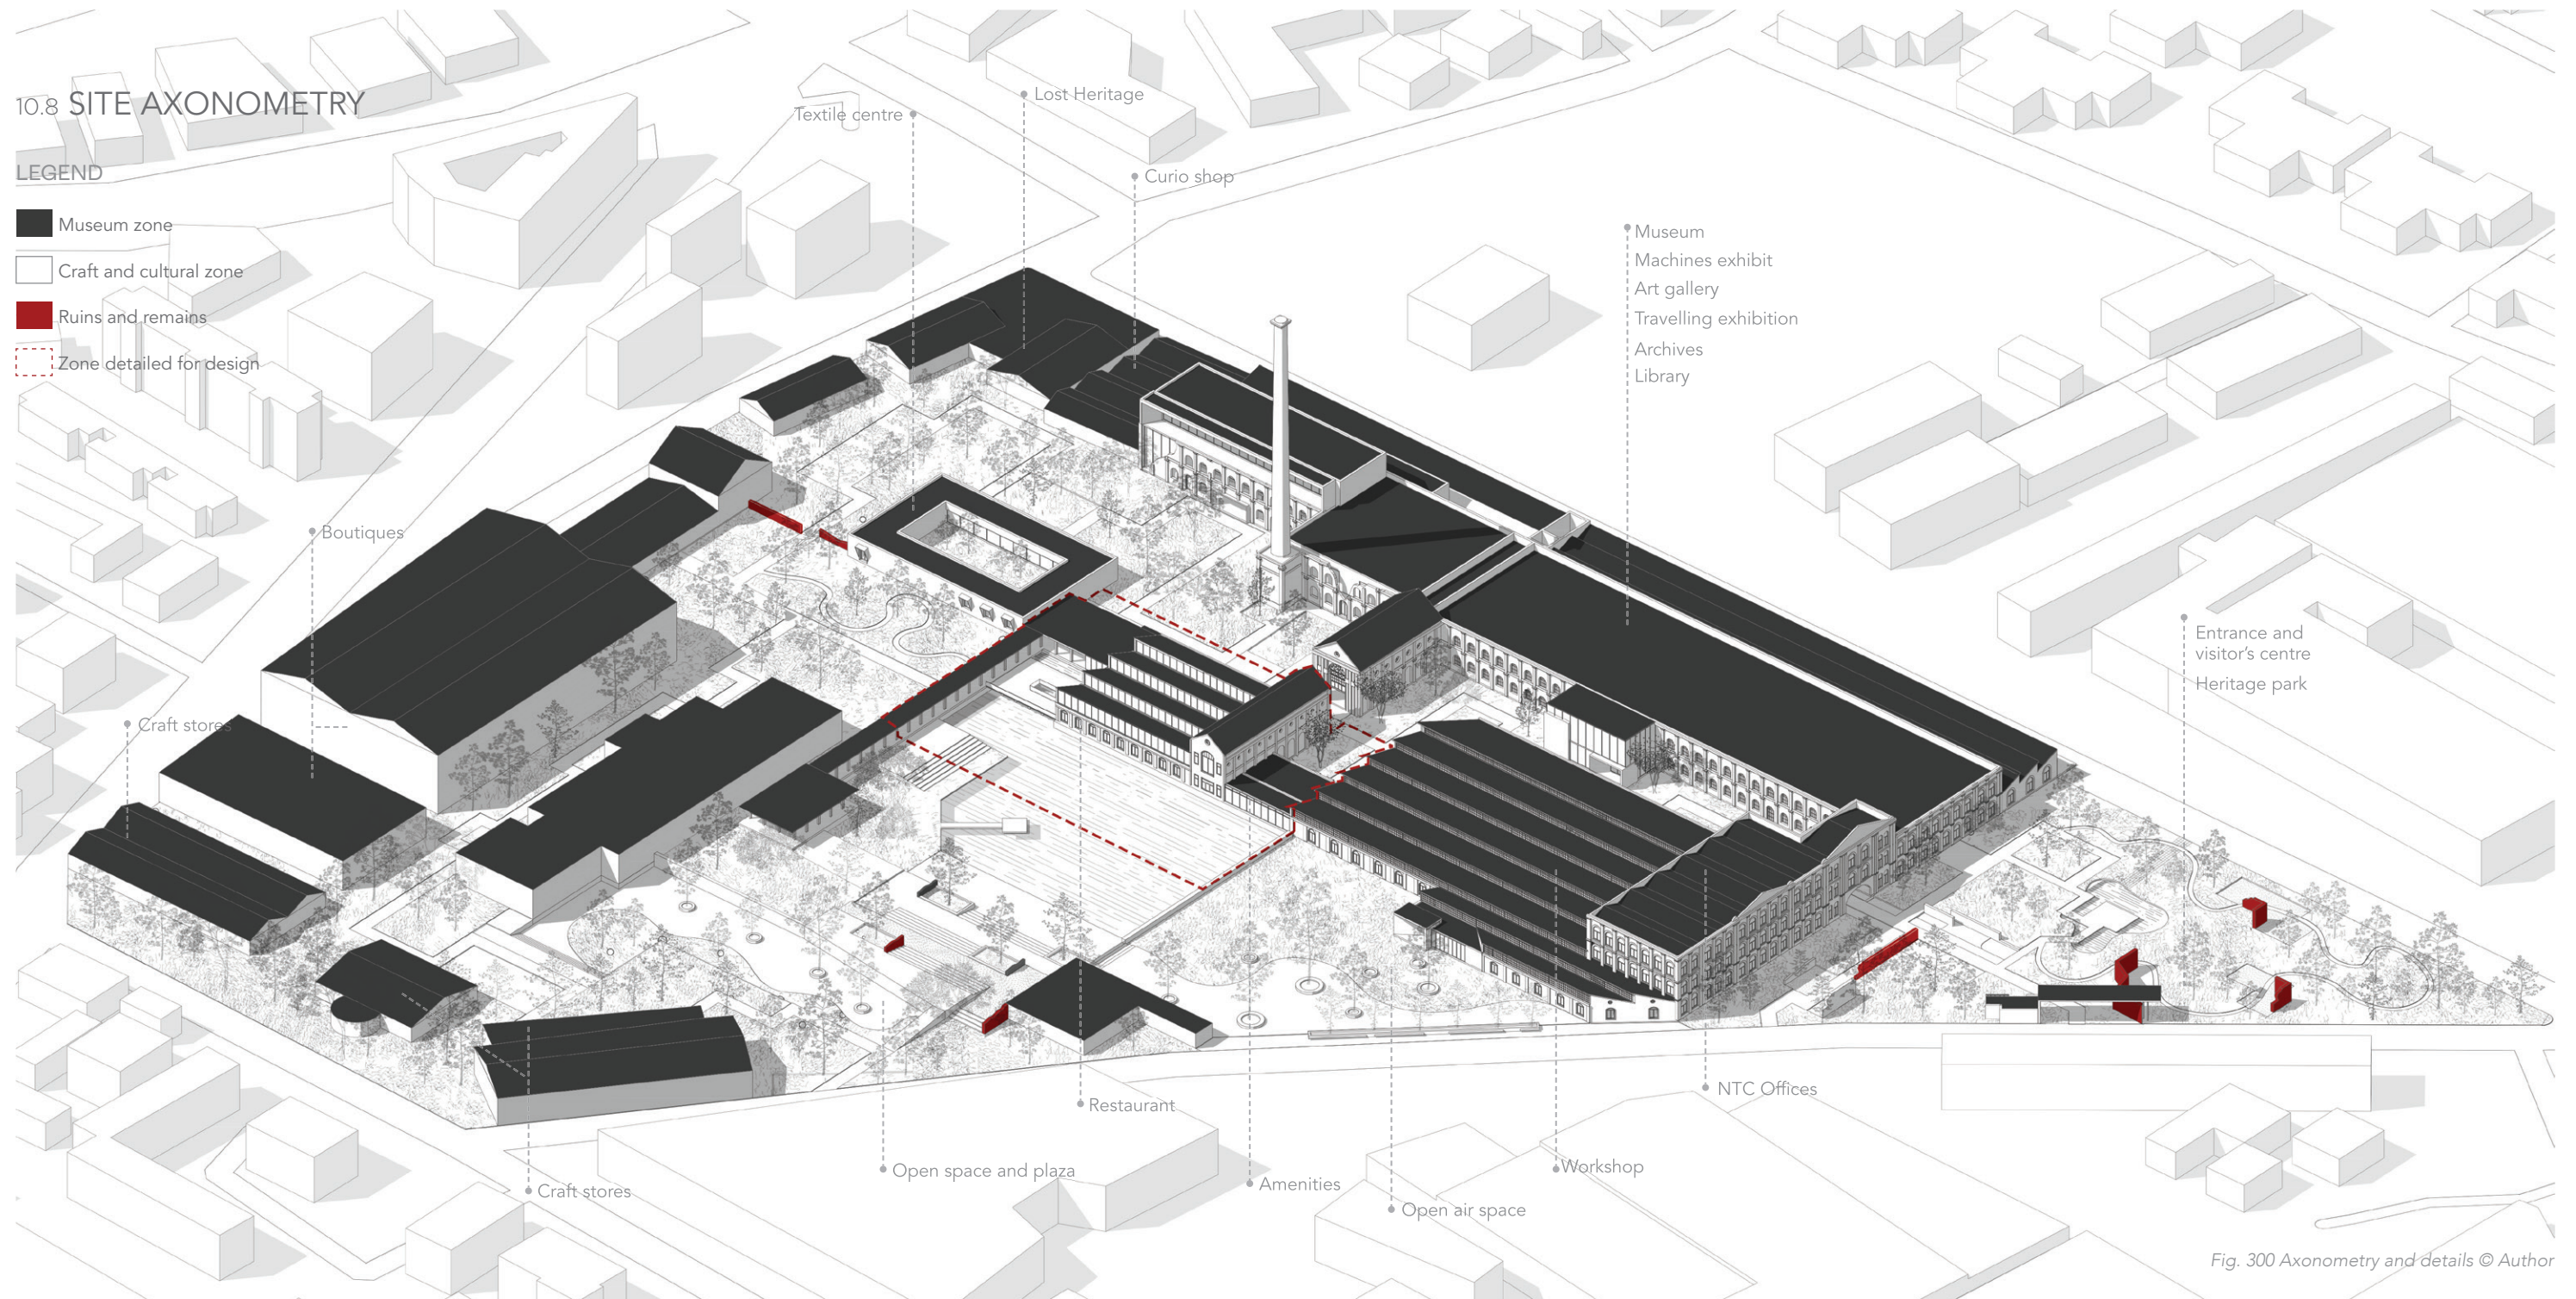 10.8 SITE AXONOMETRY
LEGEND
Museum zone
Craft and cultural zone
Ruins and remains
Zone detailed for design
Textile centre
Lost Heritage
Curio shop
Museum
Machines exhibit
Art gallery
Travelling exhibition
Archives
Library
Boutiques
Craft stores
Entrance and
visitor's centre
Heritage park
NTC Offices
Restaurant
Open space and plaza
Workshop
Amenities
Craft stores
Open air space
Fig. 300 Axonometry and details © Author